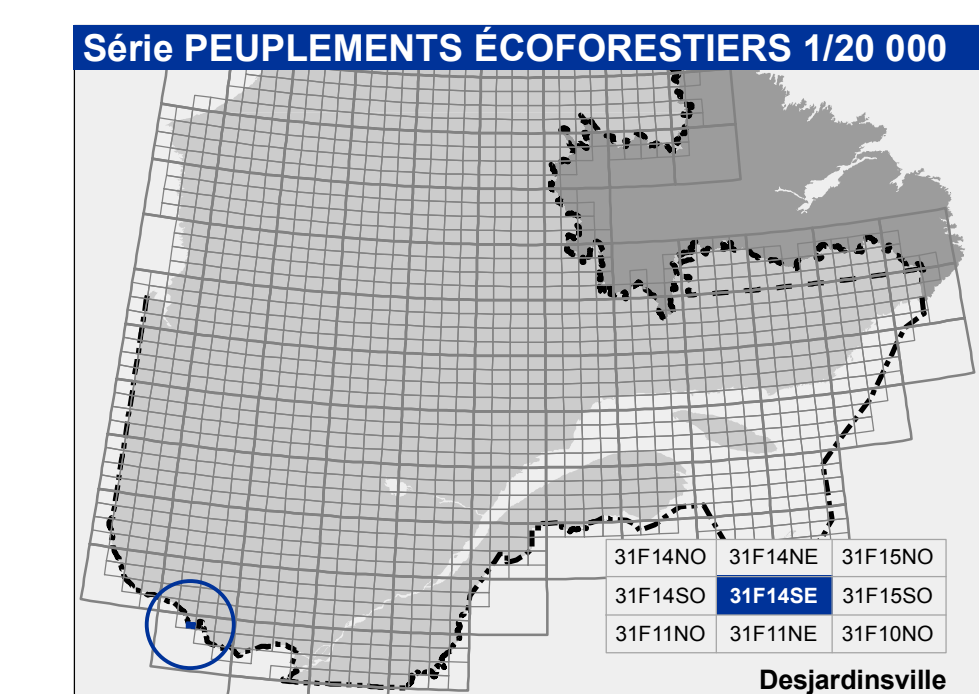 Série PEUPLEMENTS ÉCOFORESTIERS 1/20 000
31F14NO 31F14NE 31F15NO
31F14SO 31F14SE 31F15SO
31F11NO 31F11NE 31F10NO
Desjardinsville